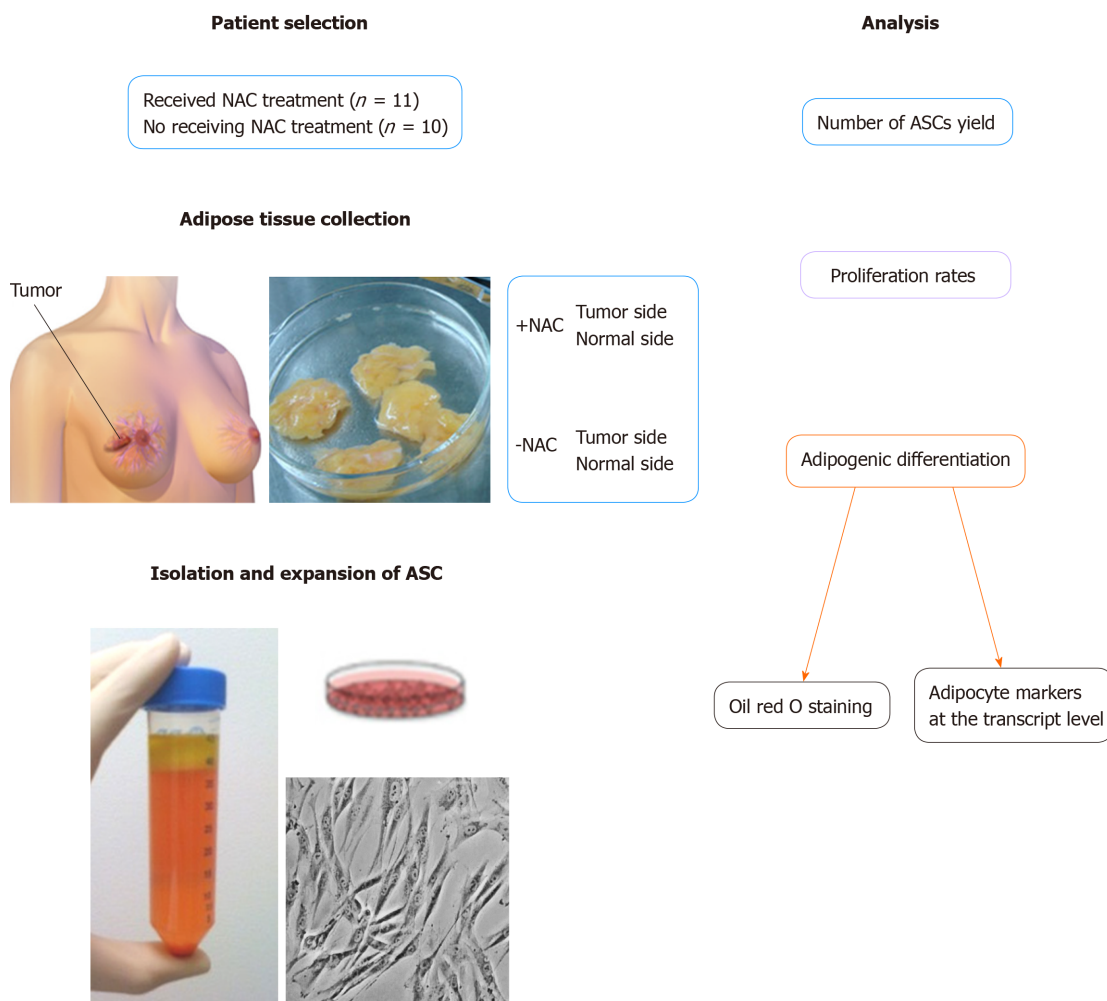 Patient selection
Received NAC treatment (n = 11)
No receiving NAC treatment (n = 10)
Adipose tissue collection
Tumor
+NAC
Tumor side
Normal side
-NAC
Tumor side
Normal side
Isolation and expansion of ASC
Analysis
Number of ASCs yield
Proliferation rates
Adipogenic differentiation
Oil red O staining
Adipocyte markers
at the transcript level